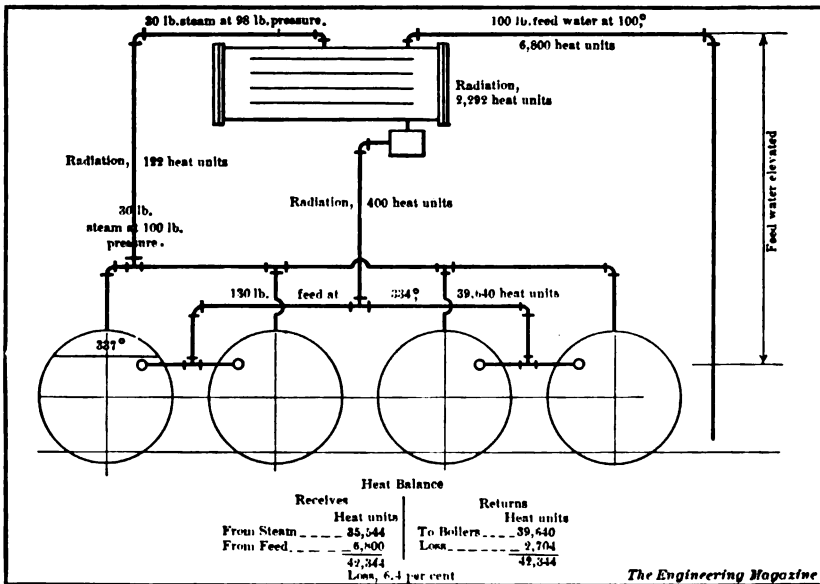 30 lb. steam at 98 lb. pressure.
100 lb. feed water at 100,°
6,800 heat units
Radiation,
2,292 heat units
Radiation, 122 heat units
Radiation, 400 heat units
Feed water elevated
30 lb.
steam at 100 lb.
pressure.
130 lb. feed at 334,° 39,640 heat units
337°
Heat Balance
Receives
Heat units
From Steam 35,544
From Feed 6,800
42,344
Returns
Heat units
To Boilers 39,640
Loss 2,704
42,344
Loss, 6.4 per cent
The Engineering Magazine